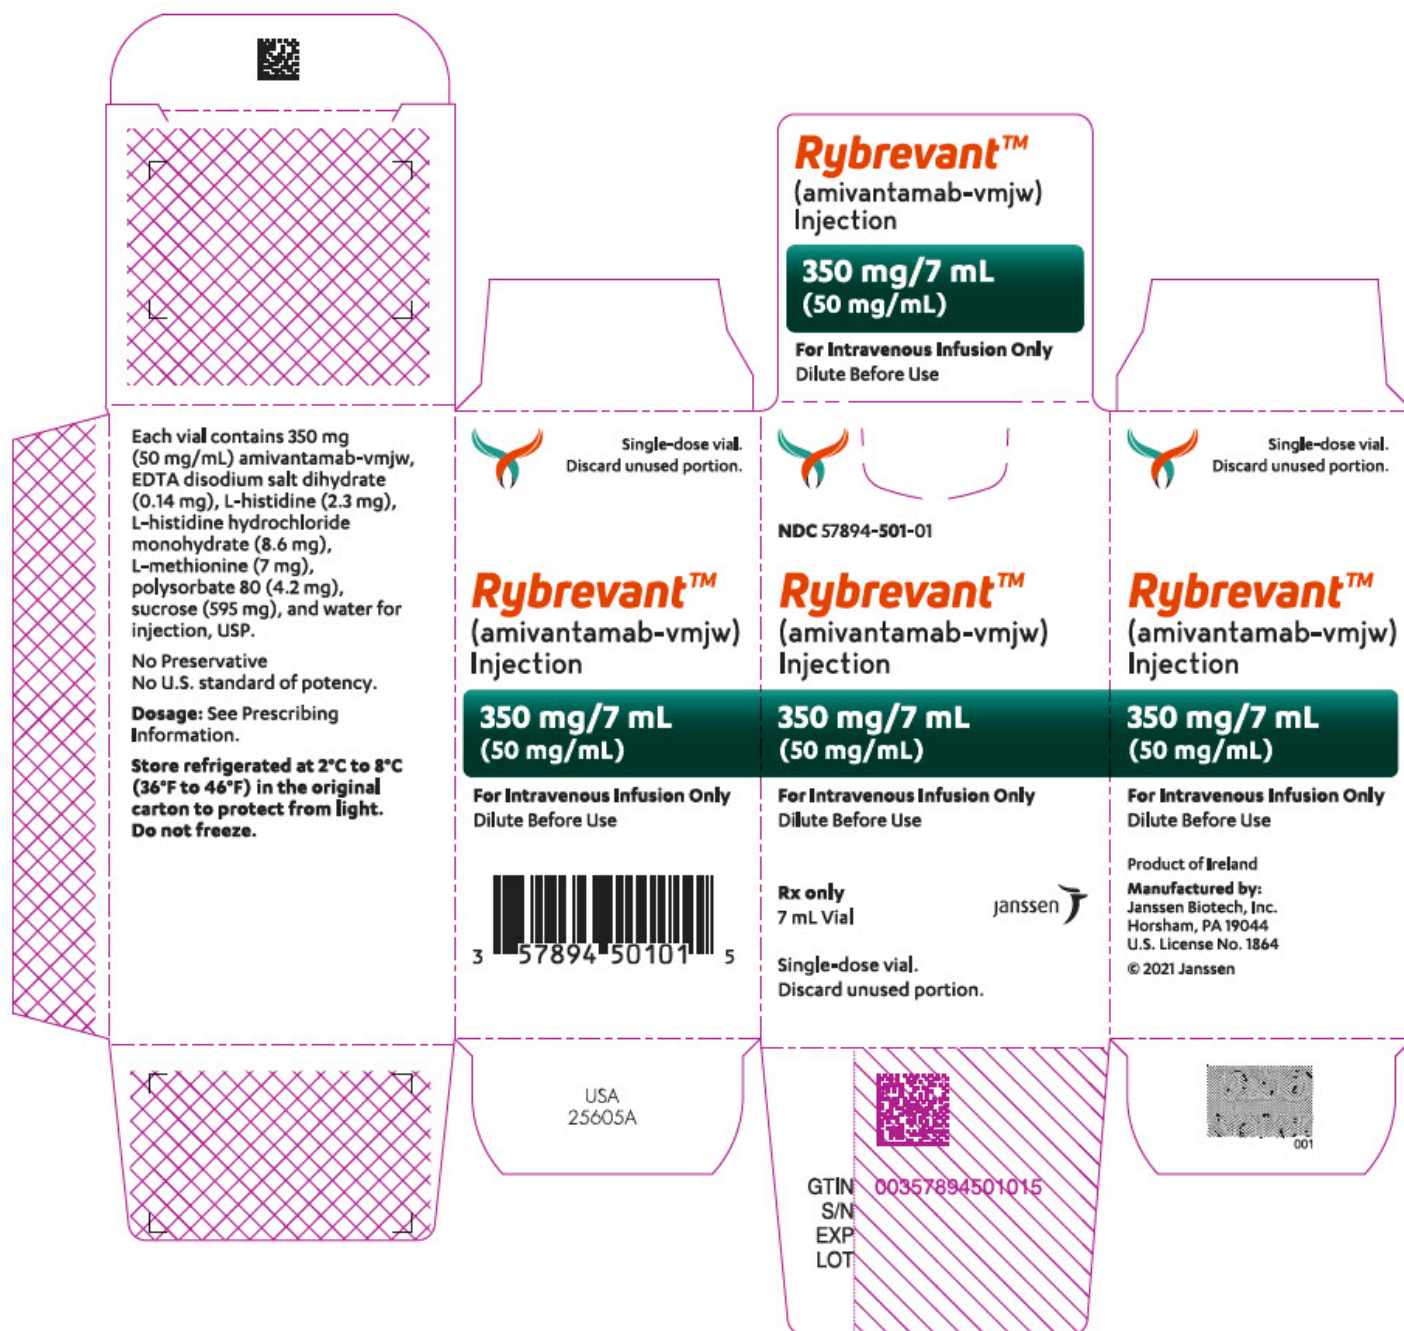 Rybrevant™
(amivantamab-vmjw)
Injection
350 mg/7 mL
(50 mg/mL)
For Intravenous Infusion Only
Dilute Before Use
Each vial contains 350 mg
(50 mg/mL) amivantamab-vmjw,
EDTA disodium salt dihydrate
(0.14 mg), L-histidine (2.3 mg),
L-histidine hydrochloride
monohydrate (8.6 mg),
L-methionine (7 mg),
polysorbate 80 (4.2 mg),
sucrose (595 mg), and water for
injection, USP.
No Preservative
No U.S. standard of potency.
Dosage: See Prescribing
Information.
Store refrigerated at 2°C to 8°C
(36°F to 46°F) in the original
carton to protect from light.
Do not freeze.
Single-dose vial.
Discard unused portion.
Rybrevant™
(amivantamab-vmjw)
Injection
350 mg/7 mL
(50 mg/mL)
For Intravenous Infusion Only
Dilute Before Use
3 57894 50101 5
USA
25605A
NDC 57894-501-01
Rybrevant™
(amivantamab-vmjw)
Injection
350 mg/7 mL
(50 mg/mL)
For Intravenous Infusion Only
Dilute Before Use
Rx only
7 mL Vial
janssen
Single-dose vial.
Discard unused portion.
GTIN 00357894501015
S/N
EXP
LOT
Single-dose vial.
Discard unused portion.
Rybrevant™
(amivantamab-vmjw)
Injection
350 mg/7 mL
(50 mg/mL)
For Intravenous Infusion Only
Dilute Before Use
Product of Ireland
Manufactured by:
Janssen Biotech, Inc.
Horsham, PA 19044
U.S. License No. 1864
© 2021 Janssen
001